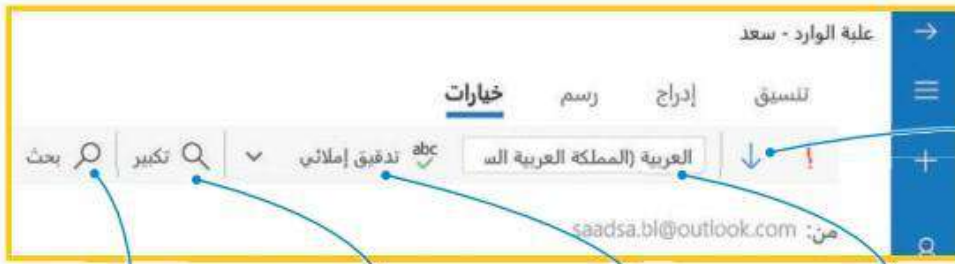 علبة الوارد - سعد
تنسيق إدراج رسم خيارات
! العربية (المملكة العربية الس abc تدقيق إملائي تكبير بحث
من: saadsa.bl@outlook.com